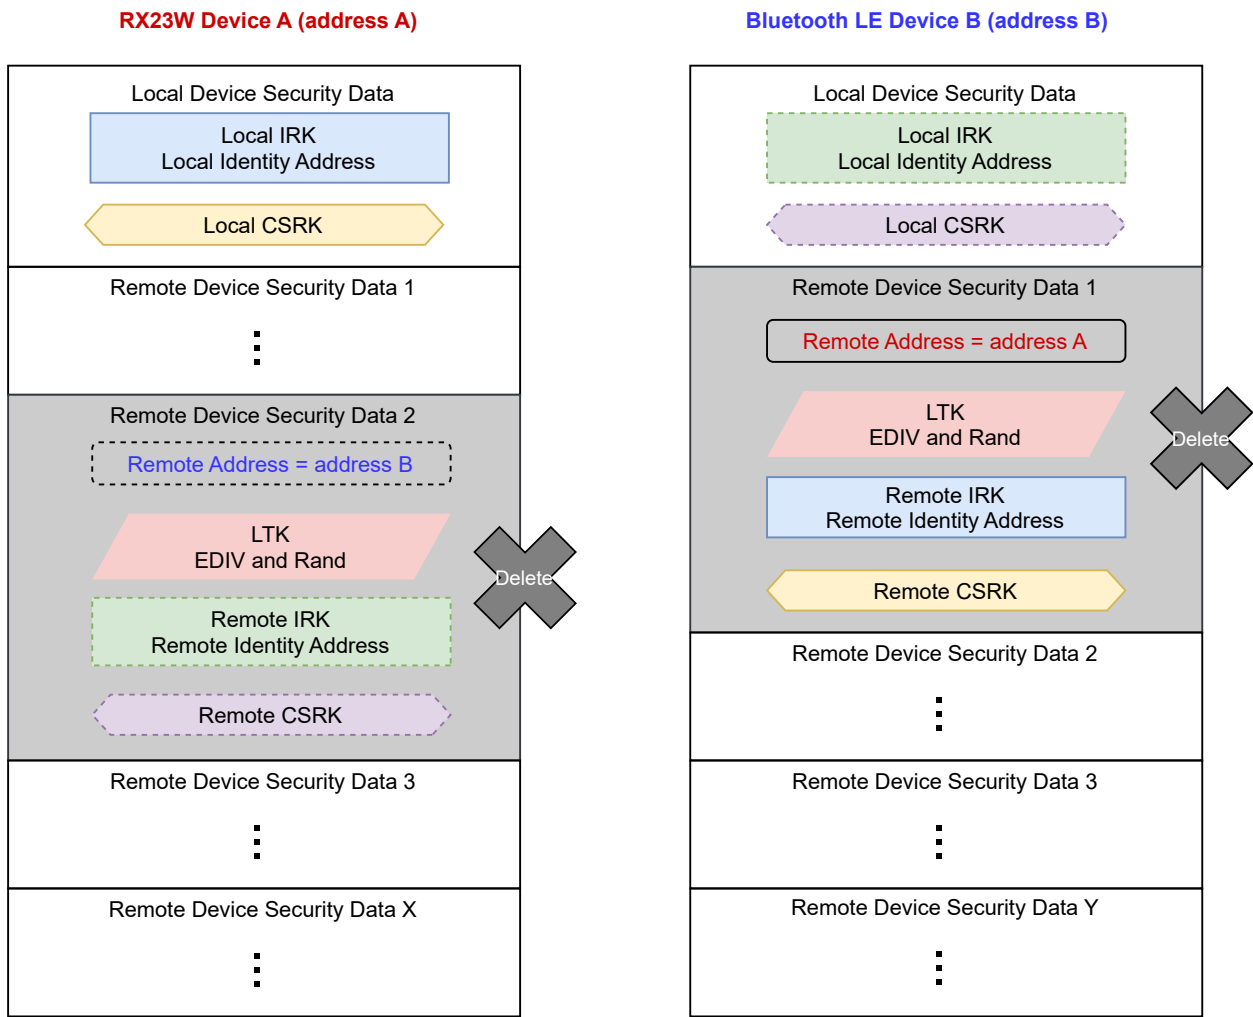 RX23W Device A (address A)
Local Device Security Data
Local IRK
Local Identity Address
Local CSRK
Remote Device Security Data 1
Remote Device Security Data 2
Remote Address = address B
LTK
EDIV and Rand
Delete
Remote IRK
Remote Identity Address
Remote CSRK
Remote Device Security Data 3
Remote Device Security Data X
Bluetooth LE Device B (address B)
Local Device Security Data
Local IRK
Local Identity Address
Local CSRK
Remote Device Security Data 1
Remote Address = address A
LTK
EDIV and Rand
Delete
Remote IRK
Remote Identity Address
Remote CSRK
Remote Device Security Data 2
Remote Device Security Data 3
Remote Device Security Data Y